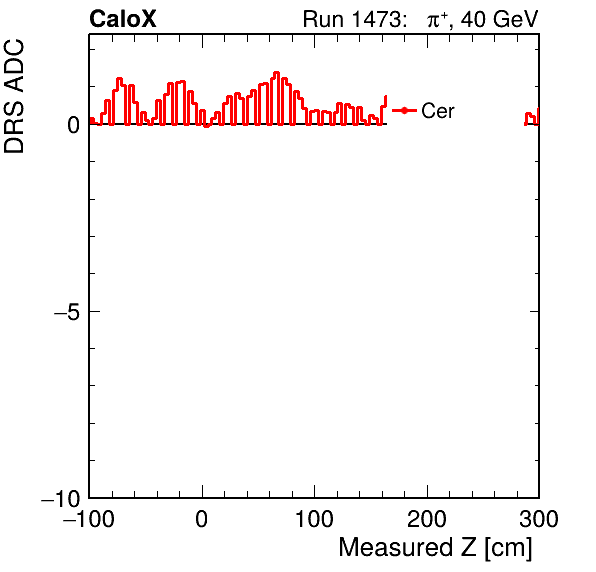 CaloX
Run 1473: π⁺, 40 GeV
DRS ADC
Cer
0
−5
−10
−100
0
100
200
300
Measured Z [cm]